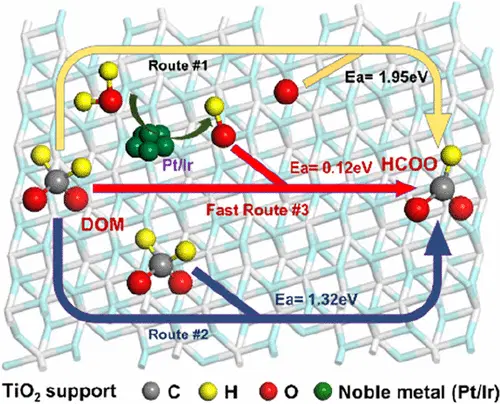 Route #1
Ea= 1.95eV
Pt/Ir
Ea= 0.12eV
HCOO
DOM
Fast Route #3
Ea= 1.32eV
Route #2
TiO₂ support C H O Noble metal (Pt/Ir)